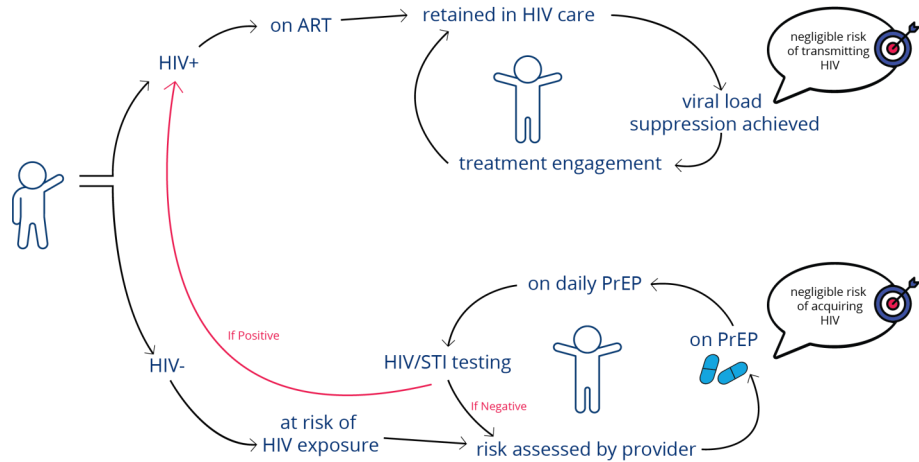 retained in HIV care
on ART
HIV+
negligible risk
of transmitting
HIV
viral load
suppression achieved
treatment engagement
on daily PrEP
negligible risk
of acquiring
HIV
on PrEP
If Positive
HIV/STI testing
HIV-
If Negative
at risk of
HIV exposure
risk assessed by provider